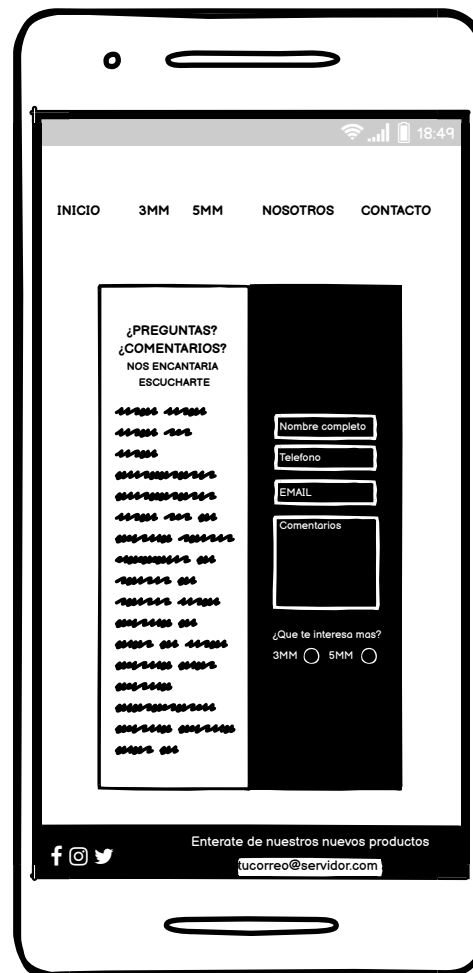 18:49
INICIO 3MM 5MM NOSOTROS CONTACTO
¿PREGUNTAS?
¿COMENTARIOS?
NOS ENCANTARIA
ESCUCHARTE
Nombre completo
Telefono
EMAIL
Comentarios
¿Que te interesa mas?
3MM 5MM
Enterate de nuestros nuevos productos
tucorreo@servidor.com